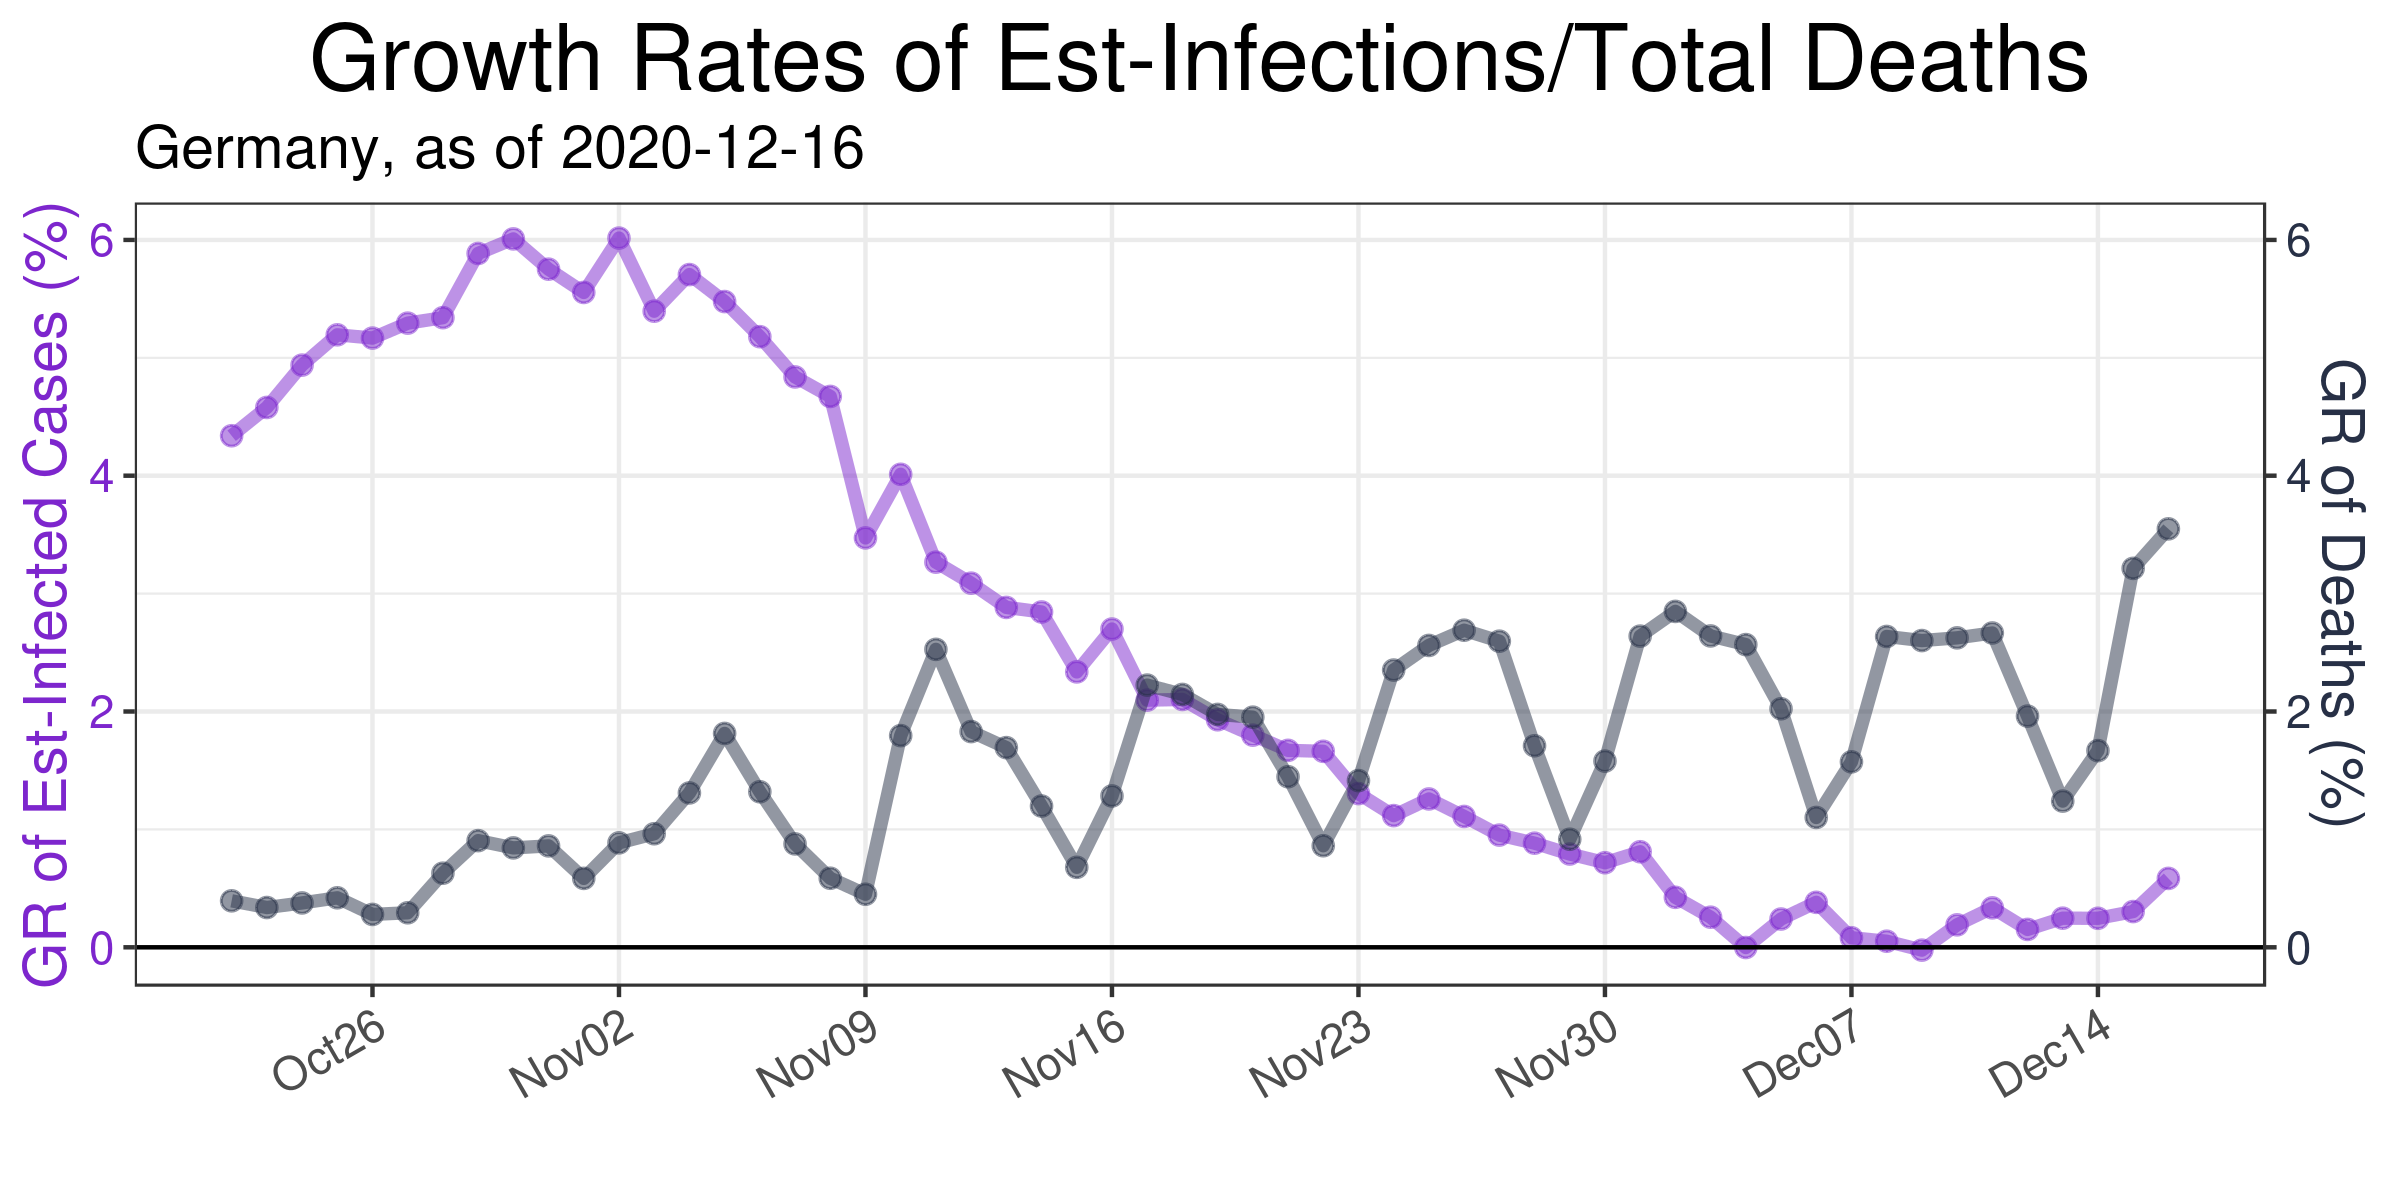 Growth Rates of Est-Infections/Total Deaths
Germany, as of 2020-12-16
GR of Est-Infected Cases (%)
6
4
2
0
6
4
2
0
GR of Deaths (%)
Oct26
Nov02
Nov09
Nov16
Nov23
Nov30
Dec07
Dec14